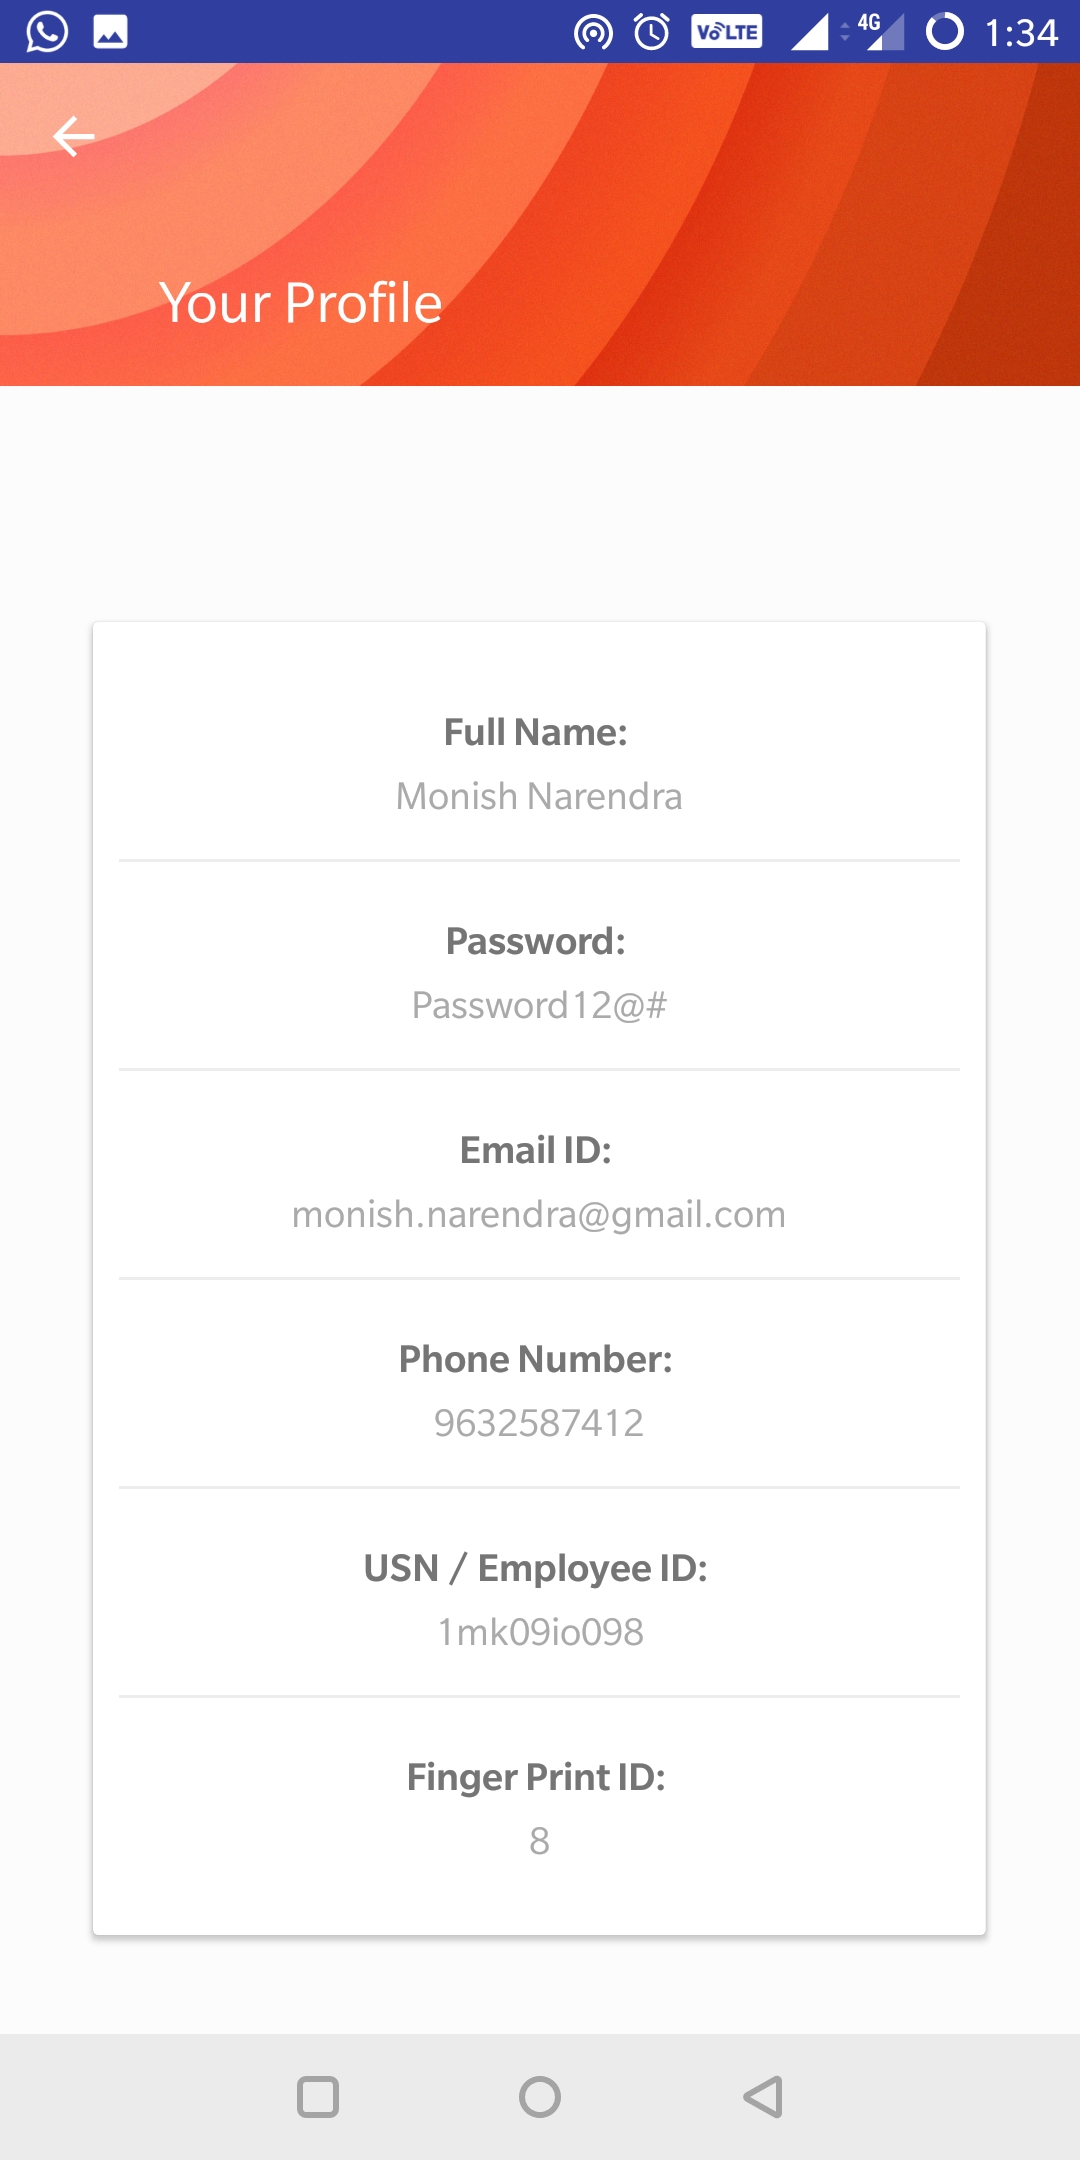 VoLTE 4G 1:34
Your Profile
Full Name:
Monish Narendra
Password:
Password12@#
Email ID:
monish.narendra@gmail.com
Phone Number:
9632587412
USN / Employee ID:
1mk09io098
Finger Print ID:
8